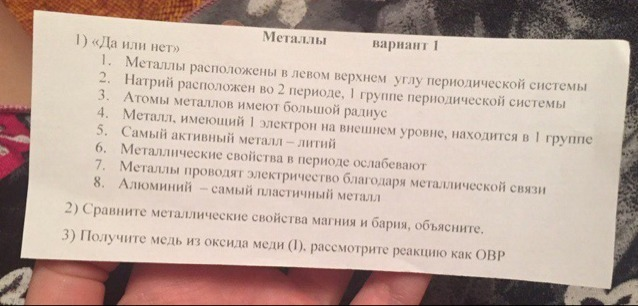 Металлы вариант 1
1) «Да или нет»
1. Металлы расположены в левом верхнем углу периодической системы
2. Натрий расположен во 2 периоде, 1 группе периодической системы
3. Атомы металлов имеют большой радиус
4. Металл, имеющий 1 электрон на внешнем уровне, находится в 1 группе
5. Самый активный металл – литий
6. Металлические свойства в периоде ослабевают
7. Металлы проводят электричество благодаря металлической связи
8. Алюминий – самый пластичный металл
2) Сравните металлические свойства магния и бария, объясните.
3) Получите медь из оксида меди (I), рассмотрите реакцию как ОВР